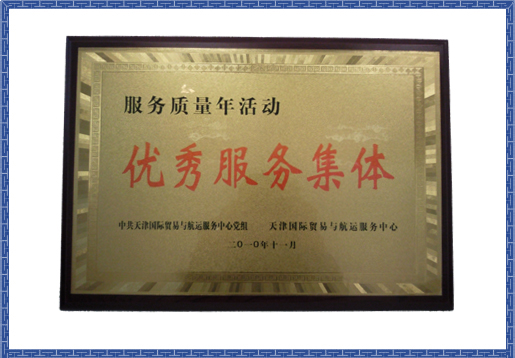 服务质量年活动
优秀服务集体
中共天津国际贸易与航运服务中心党组 天津国际贸易与航运服务中心
二〇一〇年十一月